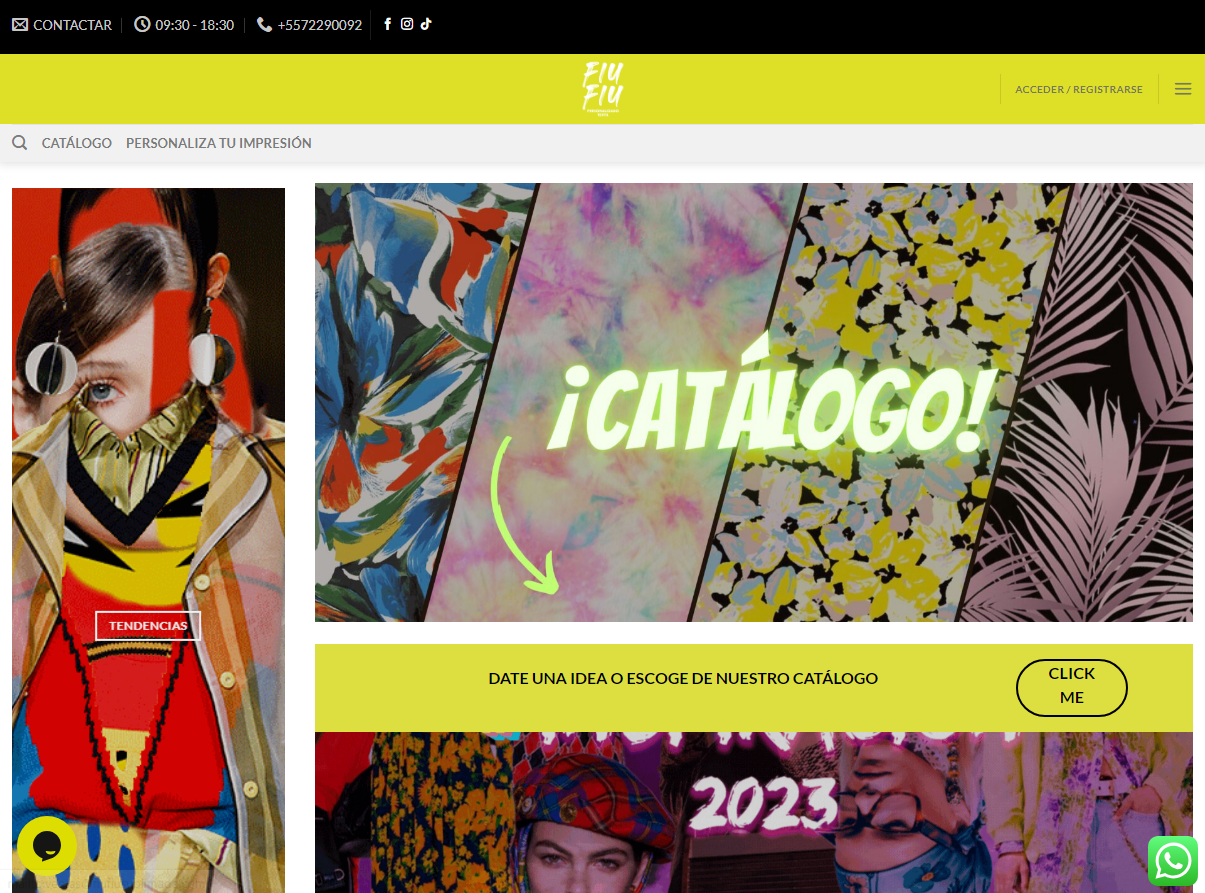 CONTACTAR
09:30 - 18:30
+5572290092
FIU
FIU
ACCEDER / REGISTRARSE
CATÁLOGO
PERSONALIZA TU IMPRESIÓN
¡CATÁLOGO!
TENDENCIAS
DATE UNA IDEA O ESCOGE DE NUESTRO CATÁLOGO
CLICK
ME
2023